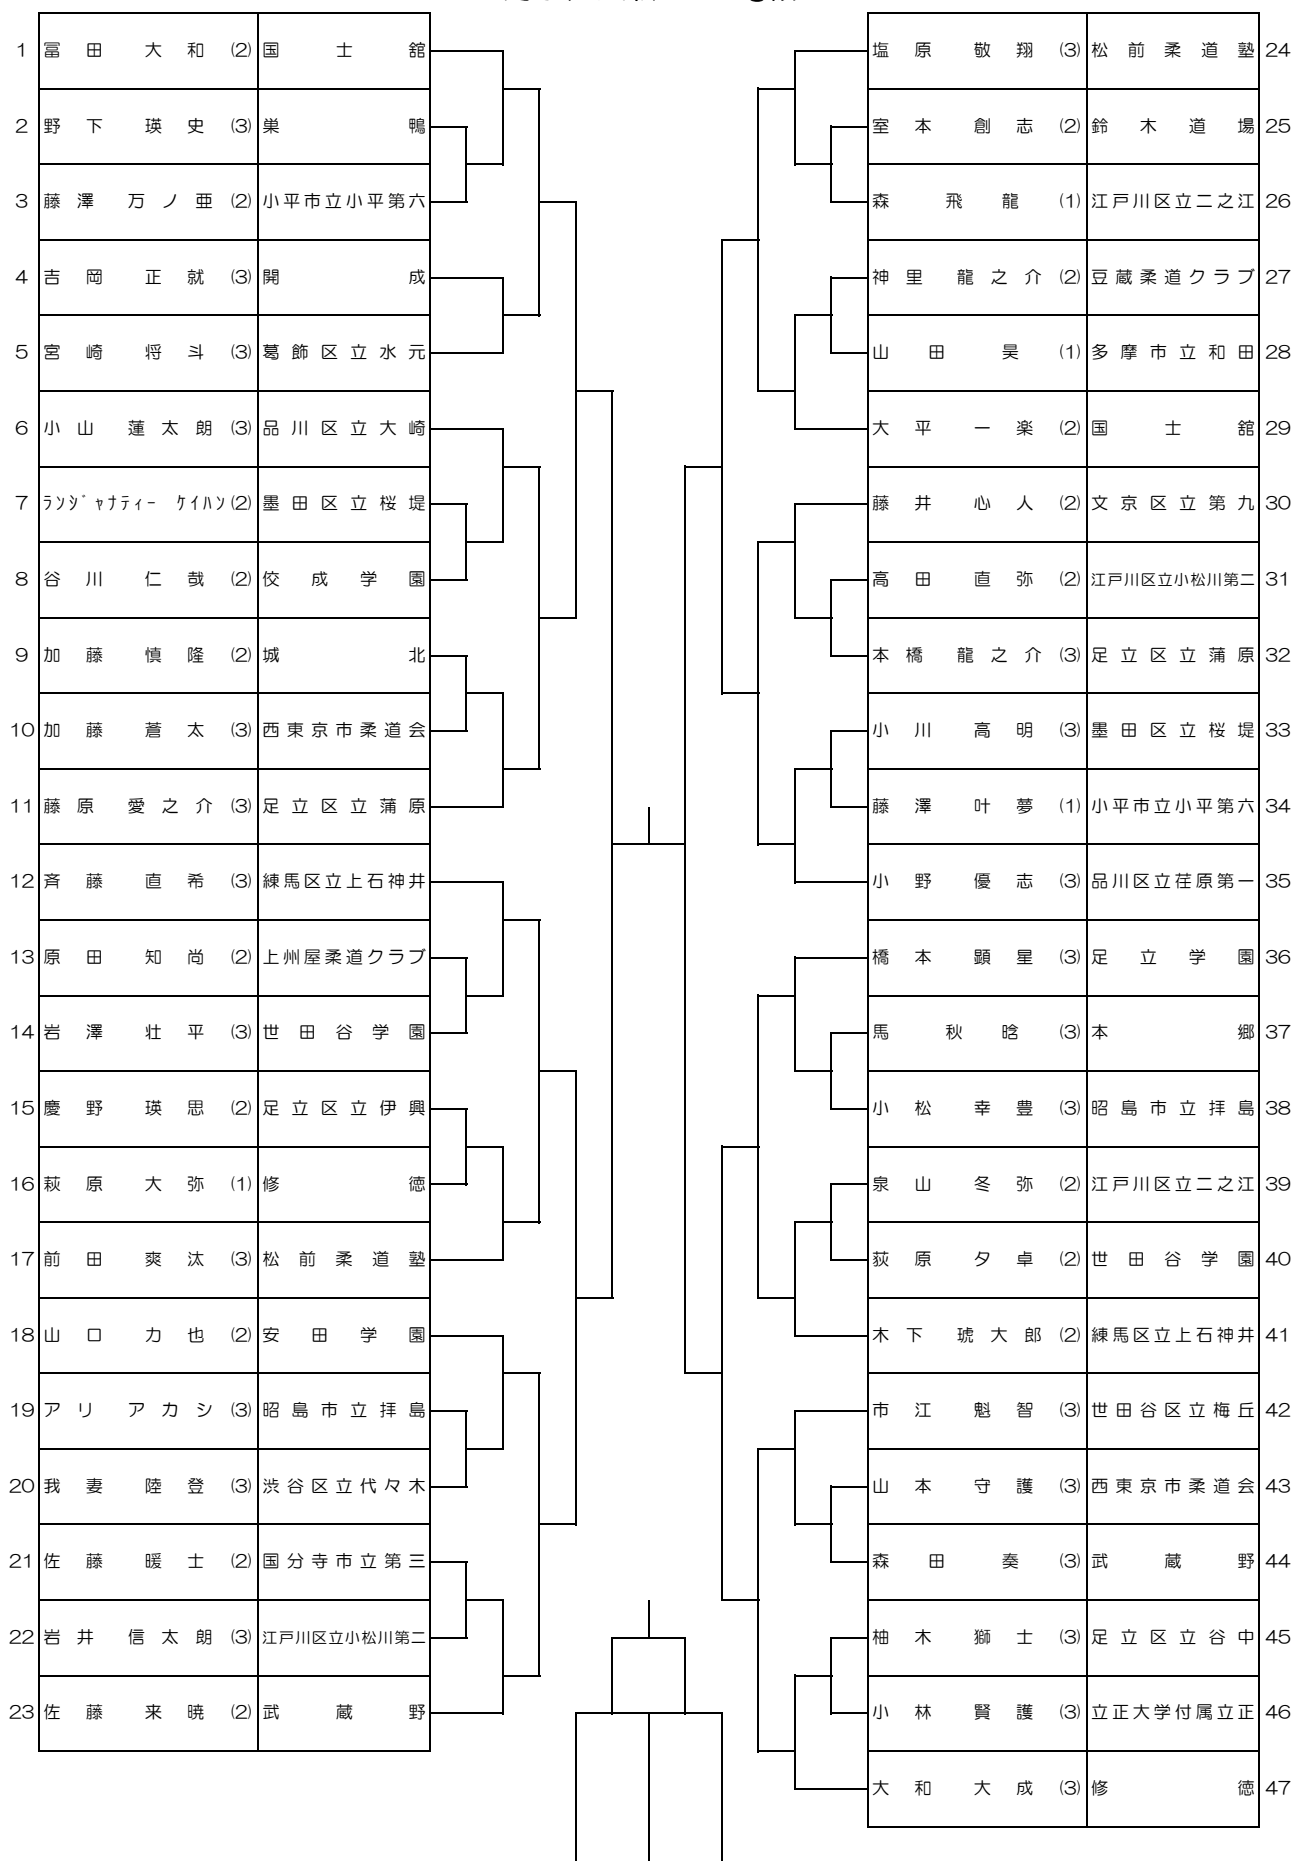 1 冨田 大和 (2) 国士舘
2 野下 瑛史 (3) 巣鴨
3 藤澤 万ノ亜 (2) 小平市立小平第六
4 吉岡 正就 (3) 開成
5 宮崎 将斗 (3) 葛飾区立水元
6 小山 蓮太朗 (3) 品川区立大崎
7 ﾗﾝｼﾞｬﾅﾃｨｰ ｹｲﾊﾝ (2) 墨田区立桜堤
8 谷川 仁哉 (2) 佼成学園
9 加藤 慎隆 (2) 城北
10 加藤 蒼太 (3) 西東京市柔道会
11 藤原 愛之介 (3) 足立区立蒲原
12 斉藤 直希 (3) 練馬区立上石神井
13 原田 知尚 (2) 上州屋柔道クラブ
14 岩澤 壮平 (3) 世田谷学園
15 慶野 瑛思 (2) 足立区立伊興
16 萩原 大弥 (1) 修徳
17 前田 爽汰 (3) 松前柔道塾
18 山口 力也 (2) 安田学園
19 アリ アカシ (3) 昭島市立拝島
20 我妻 陸登 (3) 渋谷区立代々木
21 佐藤 暖士 (2) 国分寺市立第三
22 岩井 信太朗 (3) 江戸川区立小松川第二
23 佐藤 来暁 (2) 武蔵野
塩原 敬翔 (3) 松前柔道塾 24
室本 創志 (2) 鈴木道場 25
森 飛龍 (1) 江戸川区立二之江 26
神里 龍之介 (2) 豆蔵柔道クラブ 27
山田 昊 (1) 多摩市立和田 28
大平 一楽 (2) 国士舘 29
藤井 心人 (2) 文京区立第九 30
高田 直弥 (2) 江戸川区立小松川第二 31
本橋 龍之介 (3) 足立区立蒲原 32
小川 高明 (3) 墨田区立桜堤 33
藤澤 叶夢 (1) 小平市立小平第六 34
小野 優志 (3) 品川区立荏原第一 35
橋本 顕星 (3) 足立学園 36
馬 秋晗 (3) 本郷 37
小松 幸豊 (3) 昭島市立拝島 38
泉山 冬弥 (2) 江戸川区立二之江 39
荻原 夕卓 (2) 世田谷学園 40
木下 琥大郎 (2) 練馬区立上石神井 41
市江 魁智 (3) 世田谷区立梅丘 42
山本 守護 (3) 西東京市柔道会 43
森田 奏 (3) 武蔵野 44
柚木 獅士 (3) 足立区立谷中 45
小林 賢護 (3) 立正大学付属立正 46
大和 大成 (3) 修徳 47